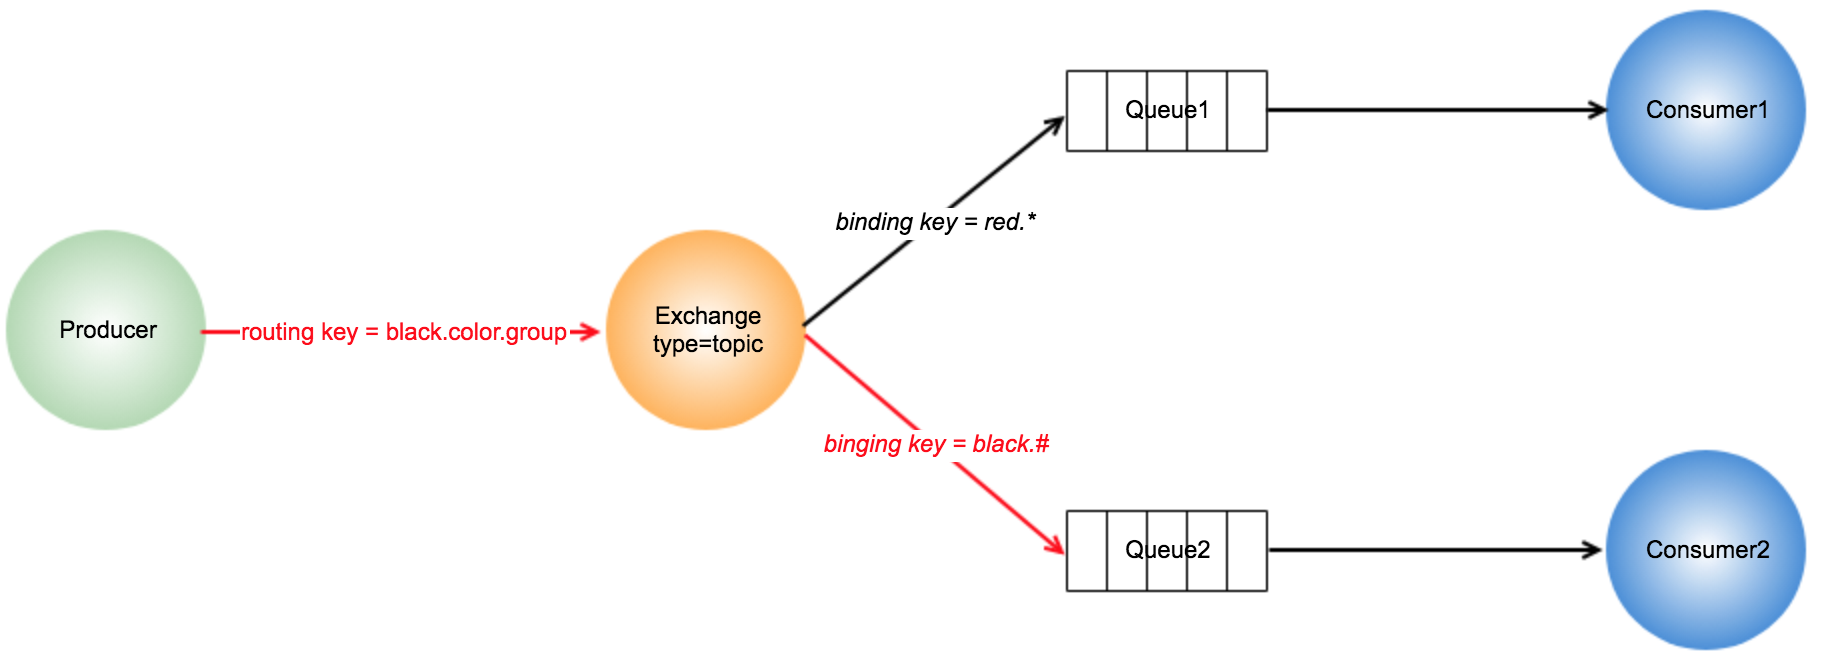 Producer
routing key = black.color.group
Exchange
type=topic
binding key = red.*
Queue1
Consumer1
binging key = black.#
Queue2
Consumer2